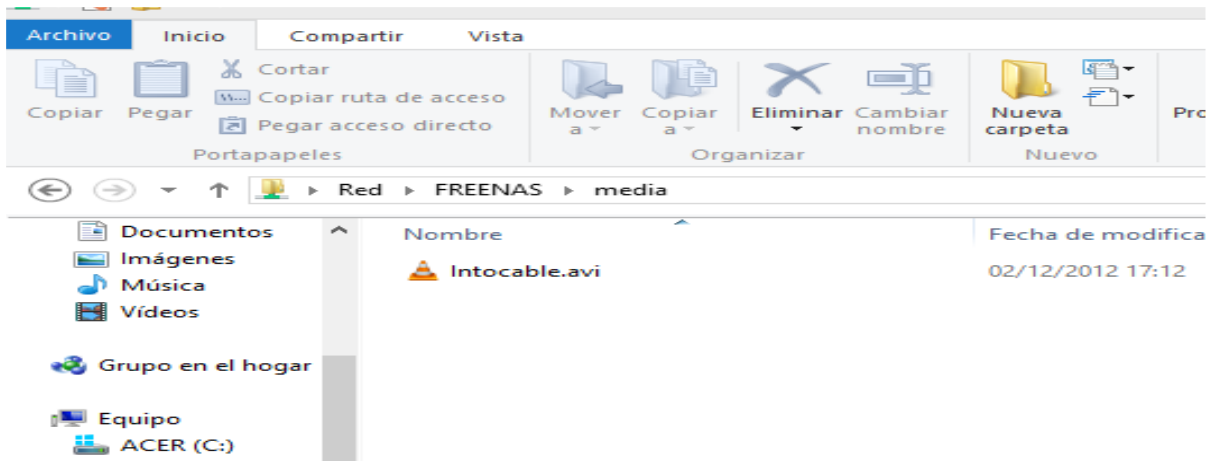 Archivo Inicio Compartir Vista
Copiar
Pegar
Cortar
Copiar ruta de acceso
Pegar acceso directo
Portapapeles
Mover a
Copiar a
Eliminar
Cambiar nombre
Organizar
Nueva carpeta
Nuevo
Red FREENAS media
Documentos
Imágenes
Música
Vídeos
Grupo en el hogar
Equipo
ACER (C:)
Nombre Fecha de modifica
Intocable.avi 02/12/2012 17:12